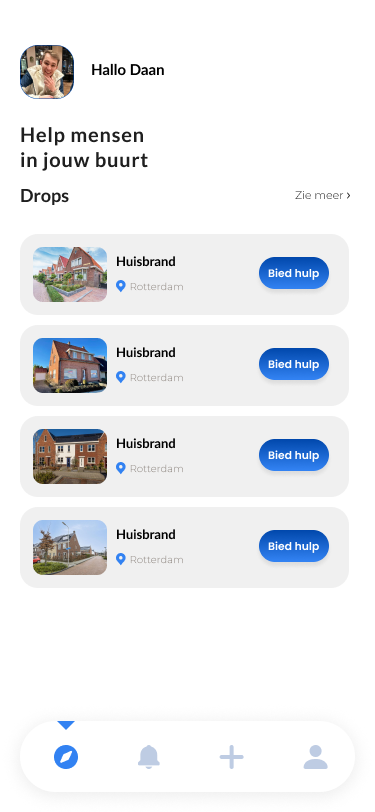 Hallo Daan
Help mensen
in jouw buurt
Drops
Zie meer ›
Huisbrand
Rotterdam
Bied hulp
Huisbrand
Rotterdam
Bied hulp
Huisbrand
Rotterdam
Bied hulp
Huisbrand
Rotterdam
Bied hulp